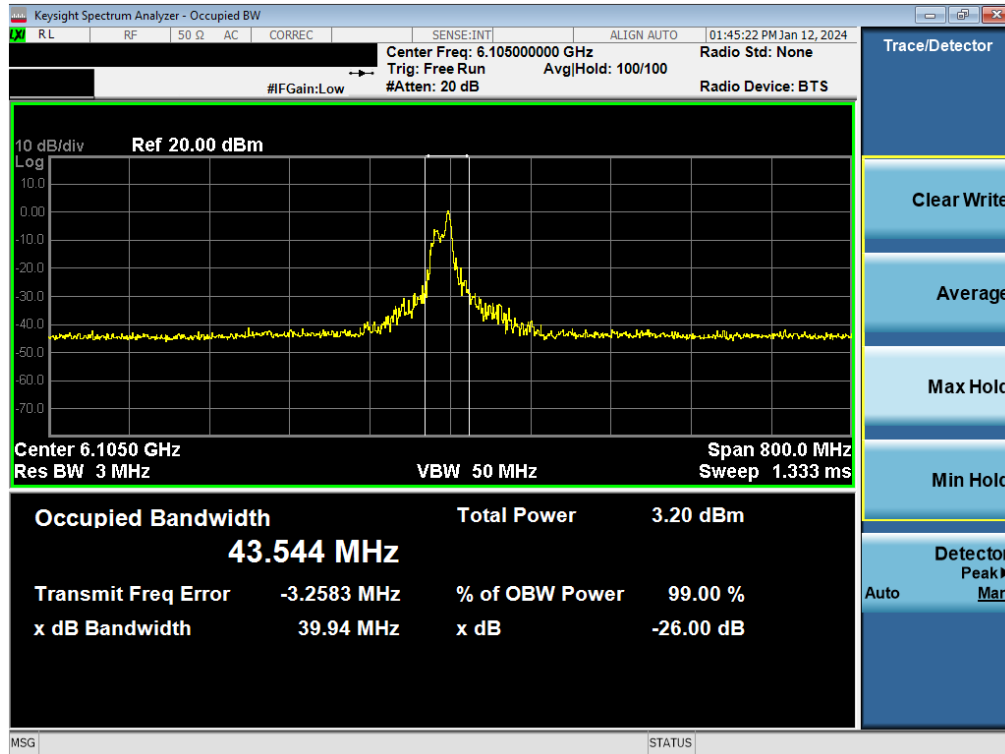 Keysight Spectrum Analyzer - Occupied BW
LXI RL RF 50 Ω AC CORREC SENSE:INT ALIGN AUTO 01:45:22 PM Jan 12, 2024
Center Freq: 6.105000000 GHz Radio Std: None
Trig: Free Run Avg|Hold: 100/100
#IFGain:Low #Atten: 20 dB Radio Device: BTS
10 dB/div Ref 20.00 dBm
Log
10.0
0.00
-10.0
-20.0
-30.0
-40.0
-50.0
-60.0
-70.0
Center 6.1050 GHz Span 800.0 MHz
Res BW 3 MHz VBW 50 MHz Sweep 1.333 ms
Occupied Bandwidth Total Power 3.20 dBm
43.544 MHz
Transmit Freq Error -3.2583 MHz % of OBW Power 99.00 %
x dB Bandwidth 39.94 MHz x dB -26.00 dB
MSG STATUS
Trace/Detector
Clear Write
Average
Max Hold
Min Hold
Detector
Peak
Auto Man